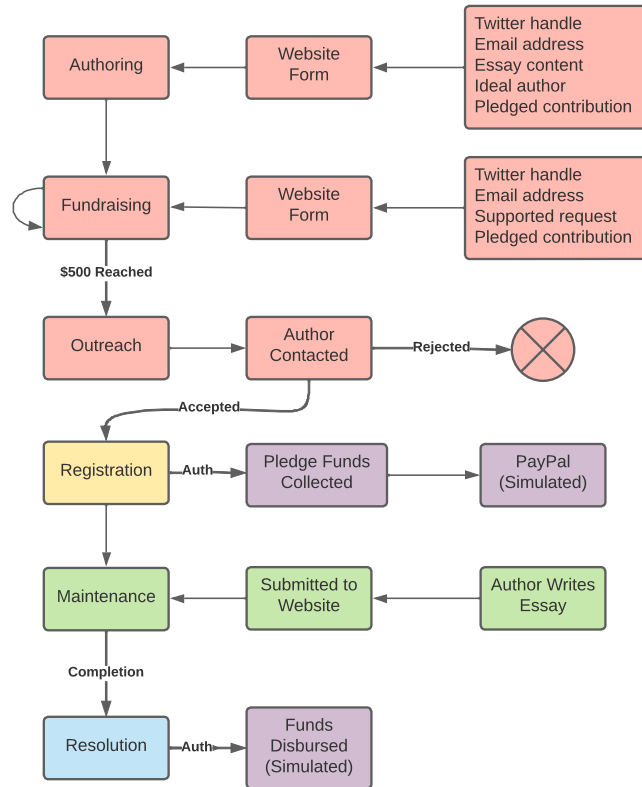 Authoring
Website
Form
Twitter handle
Email address
Essay content
Ideal author
Pledged contribution
Fundraising
Website
Form
Twitter handle
Email address
Supported request
Pledged contribution
$500 Reached
Outreach
Author
Contacted
Rejected
Accepted
Registration
Auth
Pledge Funds
Collected
PayPal
(Simulated)
Maintenance
Submitted to
Website
Author Writes
Essay
Completion
Resolution
Auth
Funds
Disbursed
(Simulated)